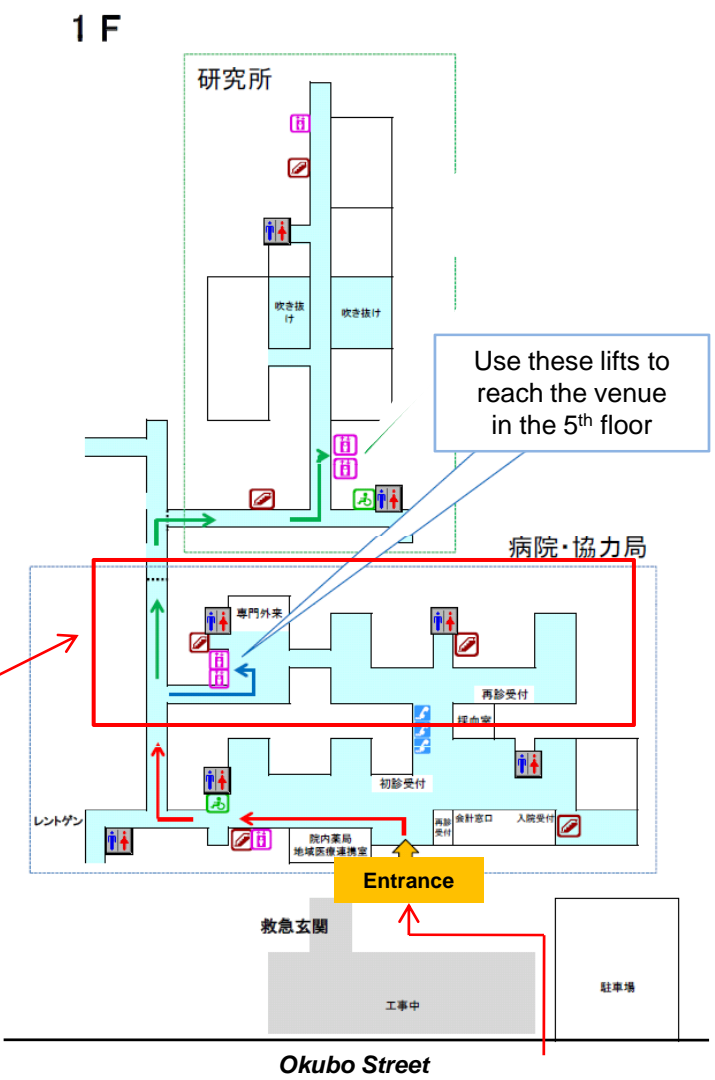 1 F
研究所
吹き抜
け
吹き抜け
Use these lifts to
reach the venue
in the 5th floor
病院・協力局
専門外来
再診受付
採血室
初診受付
レントゲン
再診
受付
会計窓口
入院受付
院内薬局
地域医療連携室
Entrance
救急玄関
工事中
駐車場
Okubo Street